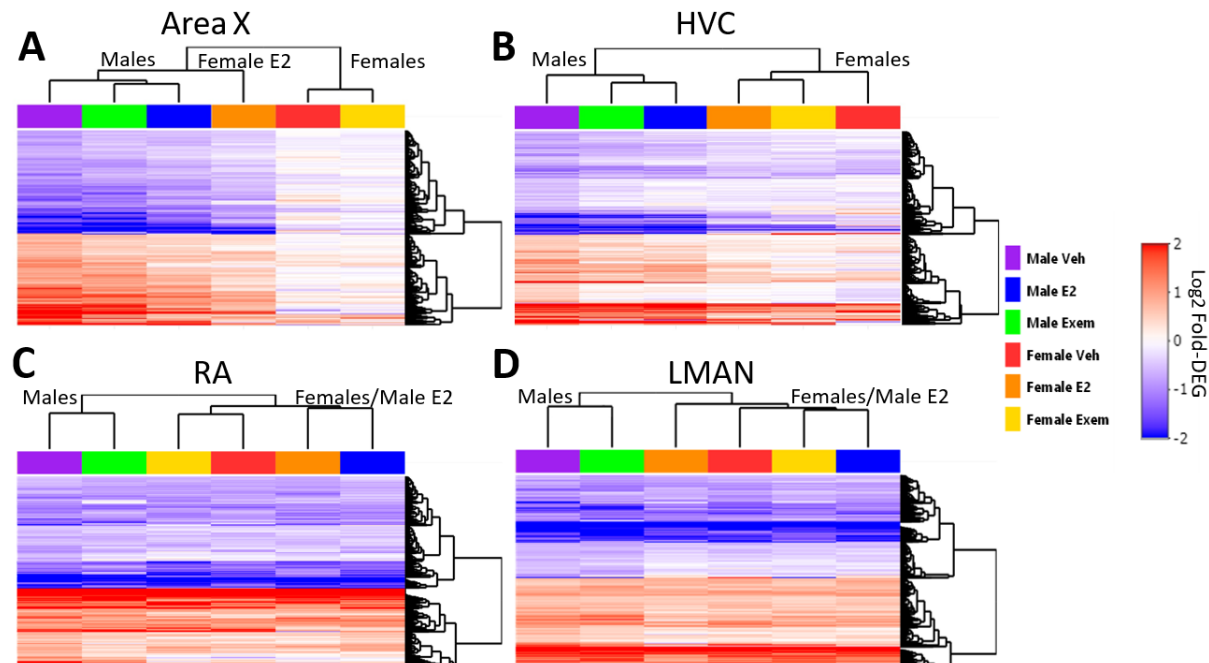 A
Area X
Males
Female E2
Females
B
HVC
Males
Females
Male Veh
Male E2
Male Exem
Female Veh
Female E2
Female Exem
2
1
0
-1
-2
Log2 Fold-DEG
C
RA
Males
Females/Male E2
D
LMAN
Males
Females/Male E2